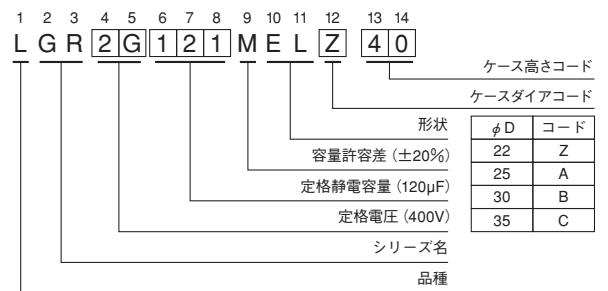 1 2 3 4 5 6 7 8 9 10 11 12 13 14
L G R 2 G 1 2 1 M E L Z 4 0
ケース高さコード
ケースダイアコード
形状
容量許容差（±20%）
定格静電容量（120µF）
定格電圧（400V）
シリーズ名
品種
φD コード
22 Z
25 A
30 B
35 C